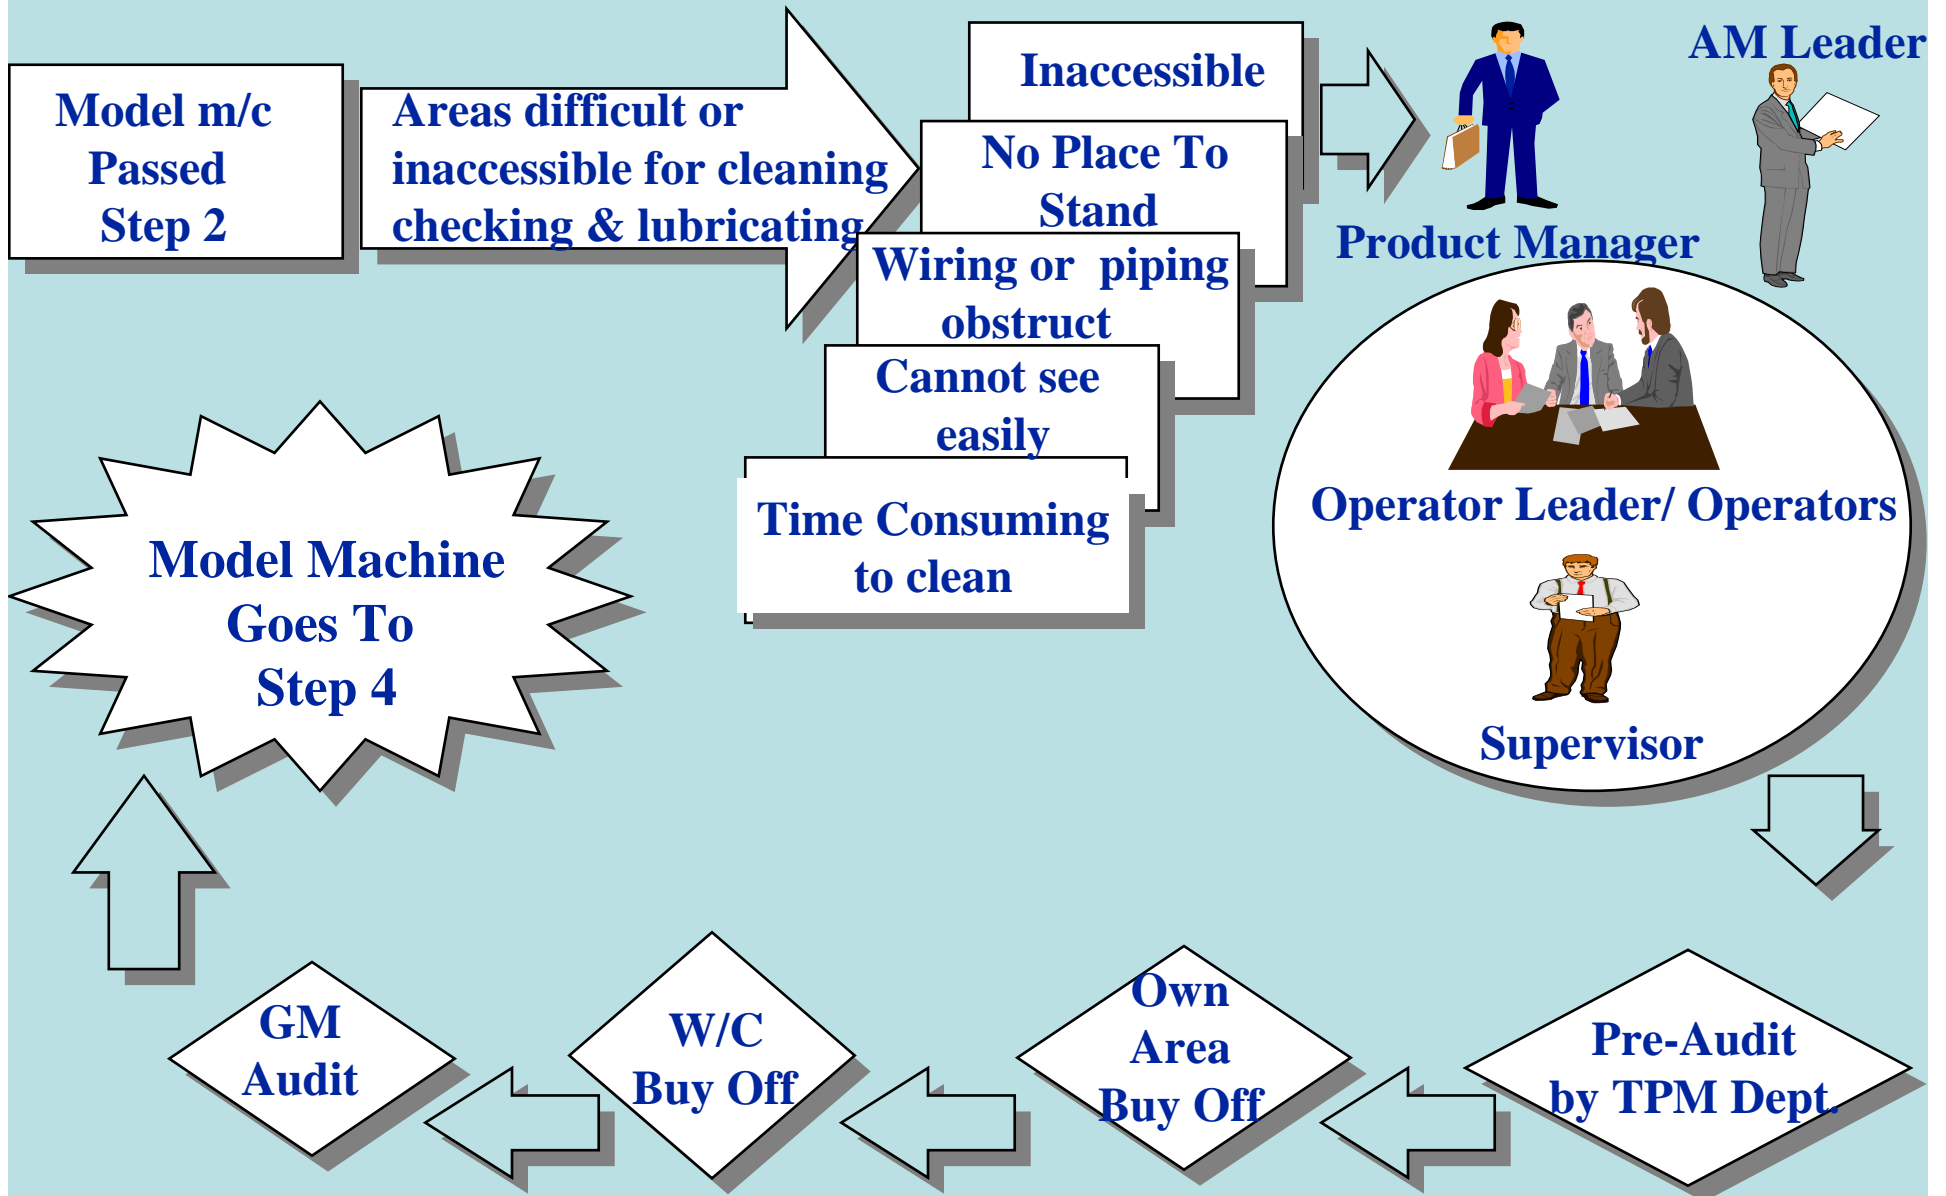 Model m/c
Passed
Step 2
Areas difficult or
inaccessible for cleaning
checking & lubricating
Inaccessible
No Place To
Stand
Wiring or piping
obstruct
Cannot see
easily
Time Consuming
to clean
AM Leader
Product Manager
Operator Leader/ Operators
Supervisor
Pre-Audit
by TPM Dept.
Own
Area
Buy Off
W/C
Buy Off
GM
Audit
Model Machine
Goes To
Step 4